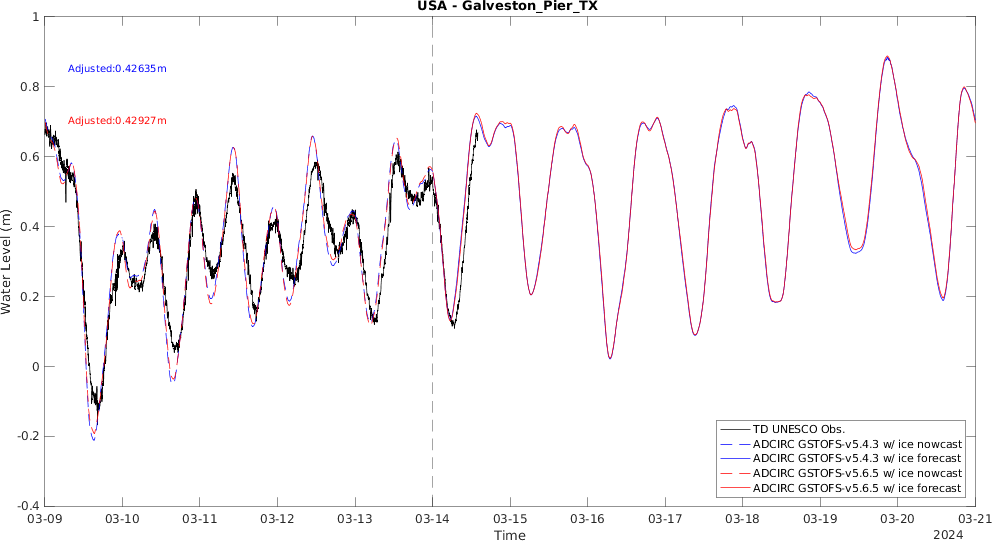 USA - Galveston_Pier_TX
Water Level (m)
1
0.8
0.6
0.4
0.2
0
-0.2
-0.4
Adjusted:0.42635m
Adjusted:0.42927m
TD UNESCO Obs.
ADCIRC GSTOFS-v5.4.3 w/ ice nowcast
ADCIRC GSTOFS-v5.4.3 w/ ice forecast
ADCIRC GSTOFS-v5.6.5 w/ ice nowcast
ADCIRC GSTOFS-v5.6.5 w/ ice forecast
03-09 03-10 03-11 03-12 03-13 03-14 03-15 03-16 03-17 03-18 03-19 03-20 03-21
Time
2024